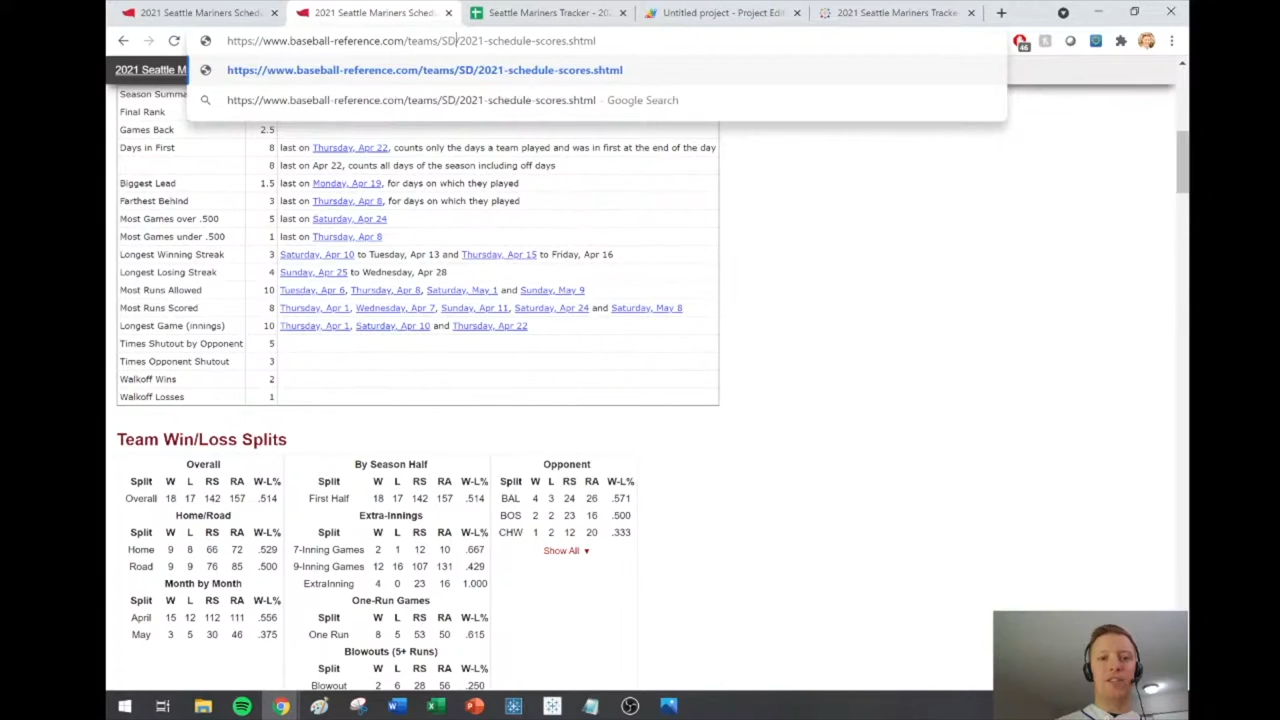 2021 Seattle Mariners Sched
2021 Seattle Mariners Sched
Seattle Mariners Tracker - 202
Untitled project - Project Edit
2021 Seattle Mariners Tracke
https://www.baseball-reference.com/teams/SD/2021-schedule-scores.shtml
46
2021 Seattle M
https://www.baseball-reference.com/teams/SD/2021-schedule-scores.shtml
https://www.baseball-reference.com/teams/SD/2021-schedule-scores.shtml - Google Search
Season Summa
Final Rank
Games Back 2.5
Days in First 8 last on Thursday, Apr 22, counts only the days a team played and was in first at the end of the day
8 last on Apr 22, counts all days of the season including off days
Biggest Lead 1.5 last on Monday, Apr 19, for days on which they played
Farthest Behind 3 last on Thursday, Apr 8, for days on which they played
Most Games over .500 5 last on Saturday, Apr 24
Most Games under .500 1 last on Thursday, Apr 8
Longest Winning Streak 3 Saturday, Apr 10 to Tuesday, Apr 13 and Thursday, Apr 15 to Friday, Apr 16
Longest Losing Streak 4 Sunday, Apr 25 to Wednesday, Apr 28
Most Runs Allowed 10 Tuesday, Apr 6, Thursday, Apr 8, Saturday, May 1 and Sunday, May 9
Most Runs Scored 8 Thursday, Apr 1, Wednesday, Apr 7, Sunday, Apr 11, Saturday, Apr 24 and Saturday, May 8
Longest Game (innings) 10 Thursday, Apr 1, Saturday, Apr 10 and Thursday, Apr 22
Times Shutout by Opponent 5
Times Opponent Shutout 3
Walkoff Wins 2
Walkoff Losses 1
Team Win/Loss Splits
Overall
Split W L RS RA W-L%
Overall 18 17 142 157 .514
Home/Road
Split W L RS RA W-L%
Home 9 8 66 72 .529
Road 9 9 76 85 .500
Month by Month
Split W L RS RA W-L%
April 15 12 112 111 .556
May 3 5 30 46 .375
By Season Half
Split W L RS RA W-L%
First Half 18 17 142 157 .514
Extra-Innings
Split W L RS RA W-L%
7-Inning Games 2 1 12 10 .667
9-Inning Games 12 16 107 131 .429
ExtraInning 4 0 23 16 1.000
One-Run Games
Split W L RS RA W-L%
One Run 8 5 53 50 .615
Blowouts (5+ Runs)
Split W L RS RA W-L%
Blowout 2 6 28 56 .250
Opponent
Split W L RS RA W-L%
BAL 4 3 24 26 .571
BOS 2 2 23 16 .500
CHW 1 2 12 20 .333
Show All ▼